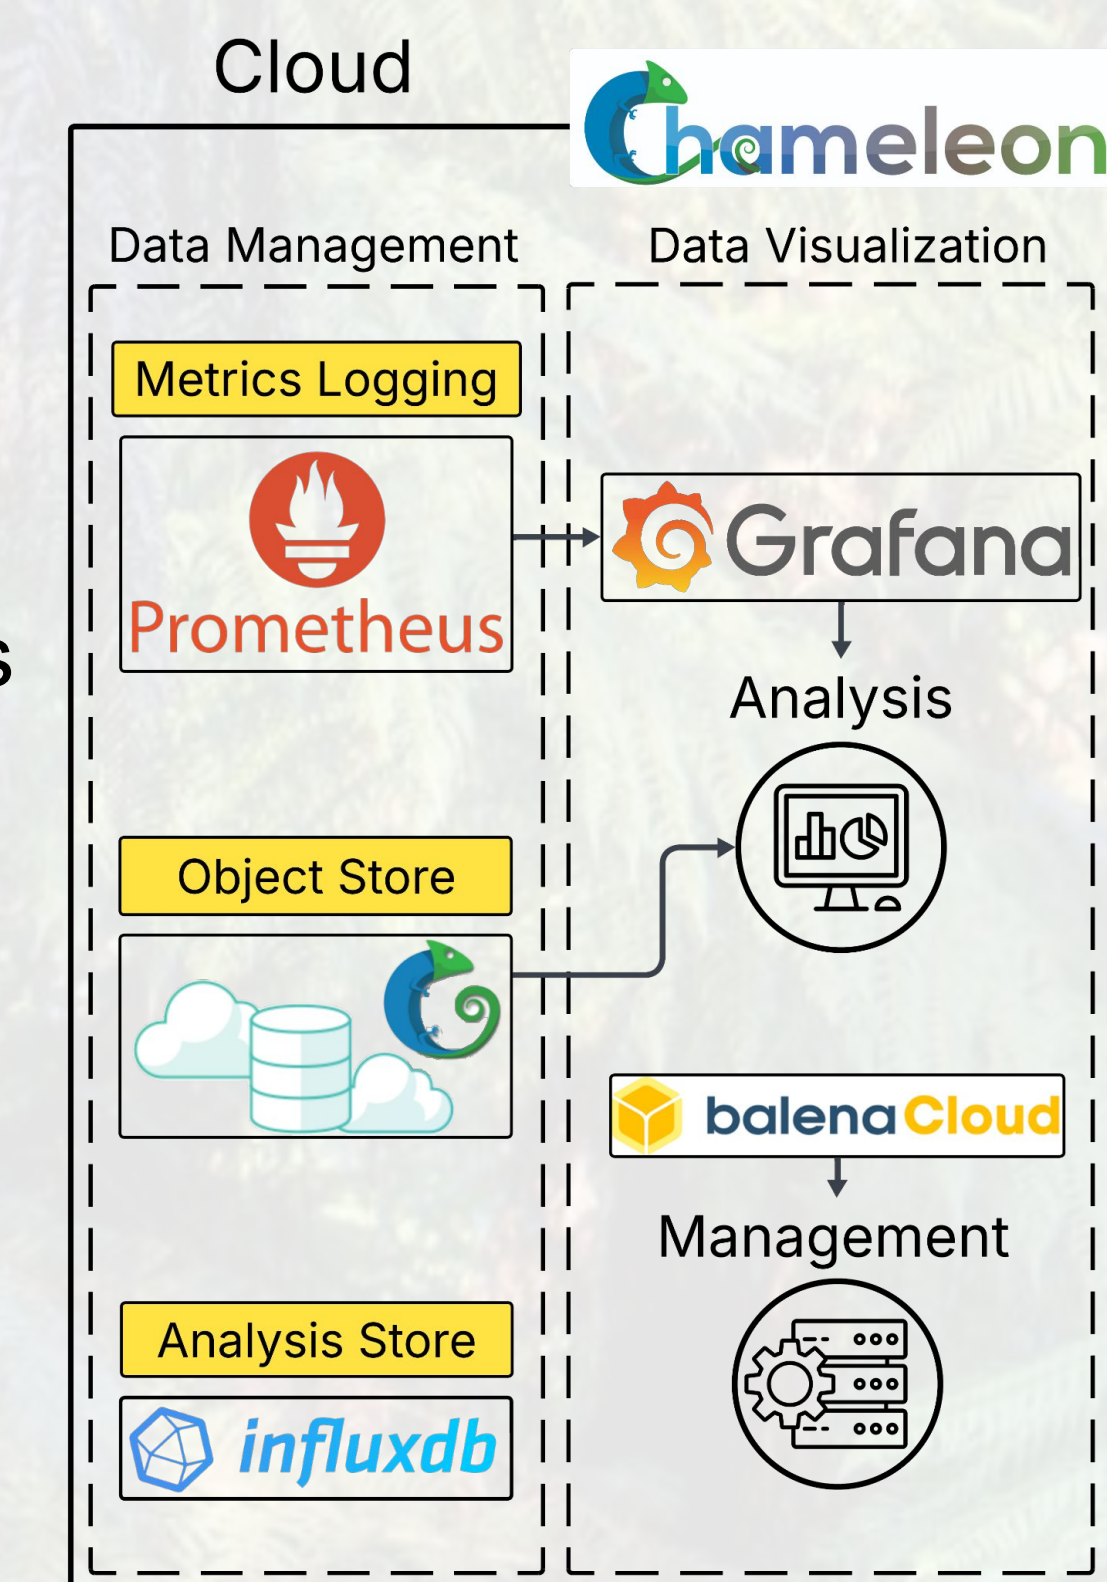 Cloud
Chameleon
Data Management
Data Visualization
Metrics Logging
Prometheus
Grafana
s
Analysis
Object Store
balenaCloud
Management
Analysis Store
influxdb